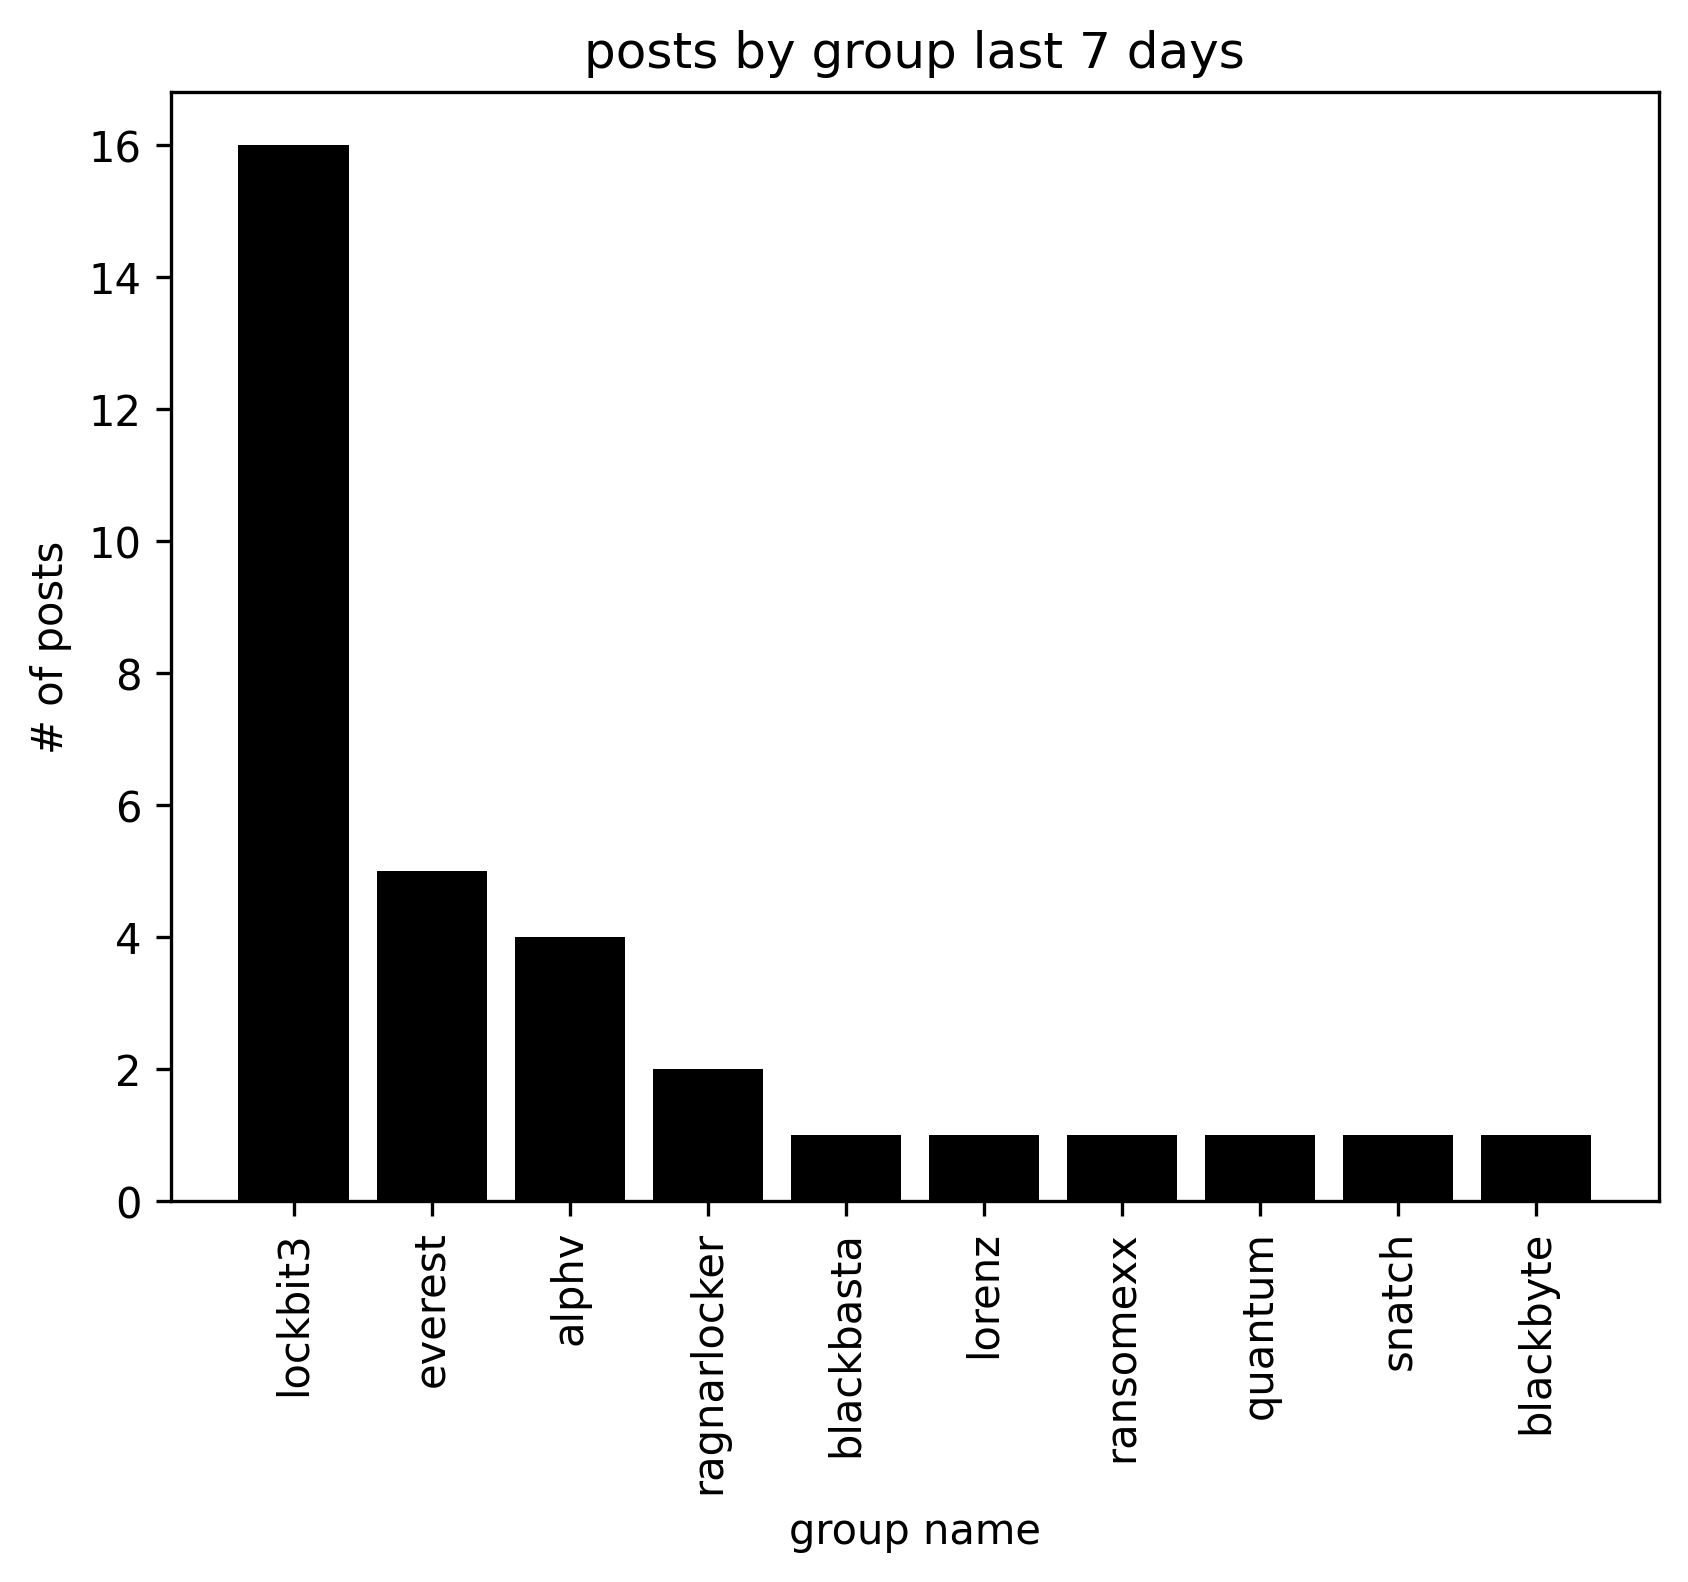 posts by group last 7 days
# of posts
16
14
12
10
8
6
4
2
0
lockbit3
everest
alphv
ragnarlocker
blackbasta
lorenz
ransomexx
quantum
snatch
blackbyte
group name